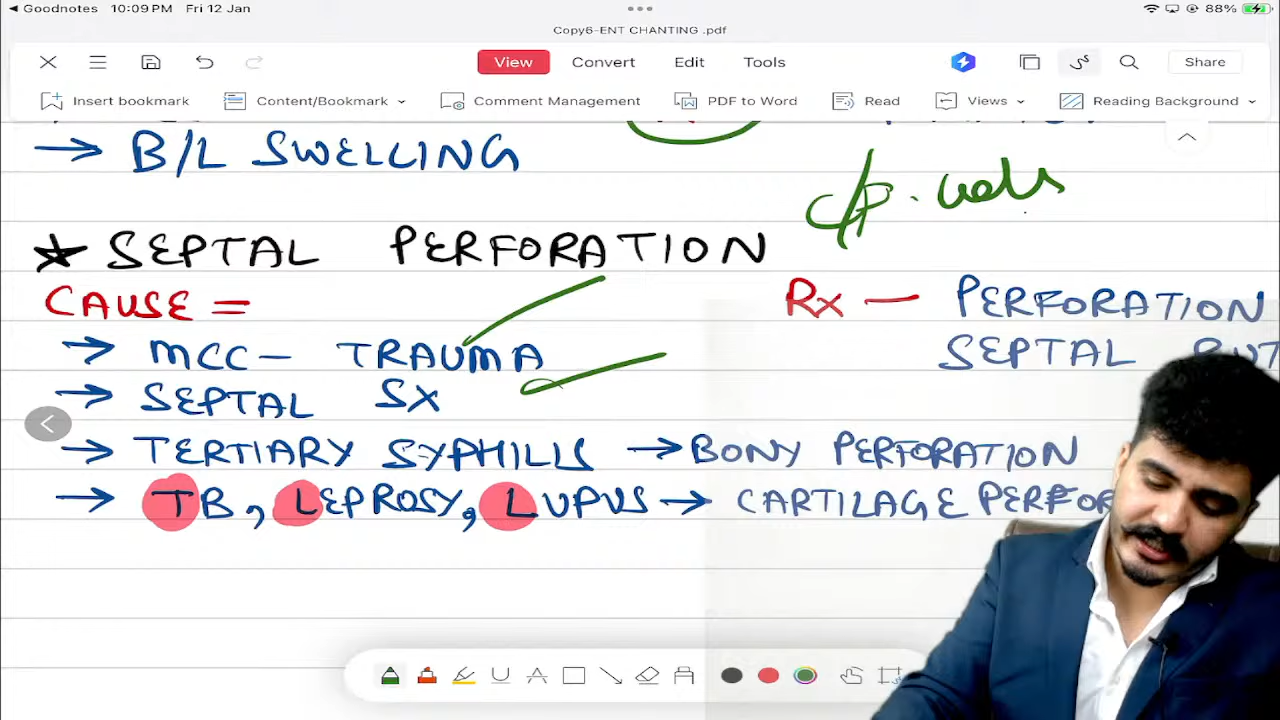 Goodnotes 10:09 PM Fri 12 Jan 88%
Copy6-ENT CHANTING .pdf
View Convert Edit Tools Share
Insert bookmark Content/Bookmark Comment Management PDF to Word Read Views Reading Background
→ B/L SWELLING
★ SEPTAL PERFORATION
CAUSE =
→ MCC - TRAUMA
→ SEPTAL SX
→ TERTIARY SYPHILIS → BONY PERFORATION
→ TB, LEPROSY, LUPUS → CARTILAGE PERFOR
Rx - PERFORATION
SEPTAL